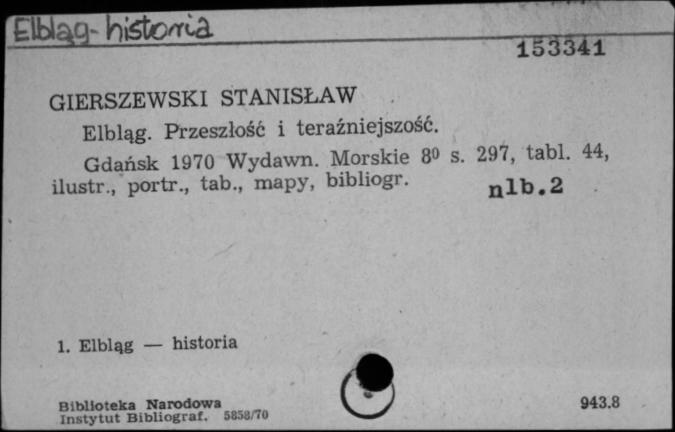 Elbląg-historia
153341
GIERSZEWSKI STANISŁAW
Elbląg. Przeszłość i teraźniejszość.
Gdańsk 1970 Wydawn. Morskie 8⁰ s. 297, tabl. 44,
ilustr., portr., tab., mapy, bibliogr.
nlb.2
1. Elbląg — historia
Biblioteka Narodowa
Instytut Bibliograf. 5858/70
943.8